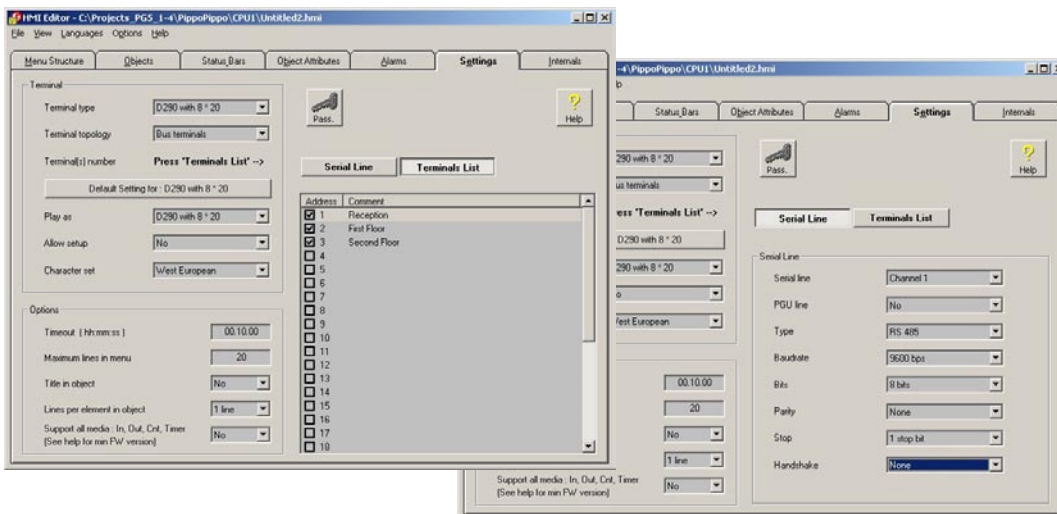 HMI Editor - C:\Projects_PG5_1-4\PippoPippo\CPU1\Untitled2.hmi
File View Languages Options Help
Menu Structure Objects Status Bars Object Attributes Alarms Settings Internals
Terminal
Terminal type D290 with 8 * 20
Terminal topology Bus terminals
Terminal(s) number Press 'Terminals List' -->
Default Setting for : D290 with 8 * 20
Play as D290 with 8 * 20
Allow setup No
Character set West European
Options
Timeout ( hh:mm:ss ) 00.10.00
Maximum lines in menu 20
Title in object No
Lines per element in object 1 line
Support all media : In, Out, Cnt, Timer
(See help for min FW version) No
Pass. Help
Serial Line Terminals List
Address Comment
1 Reception
2 First Floor
3 Second Floor
4
5
6
7
8
9
10
11
12
13
14
15
16
17
18
-4\PippoPippo\CPU1\Untitled2.hmi
lp
Status Bars Object Attributes Alarms Settings Internals
290 with 8 * 20
us terminals
ress 'Terminals List' -->
D290 with 8 * 20
290 with 8 * 20
o
West European
00.10.00
20
No
1 line
Support all media : In, Out, Cnt, Timer
(See help for min FW version) No
Pass. Help
Serial Line Terminals List
Serial Line
Serial line Channel 1
PGU line No
Type RS 485
Baudrate 9600 bps
Bits 8 bits
Parity None
Stop 1 stop bit
Handshake None